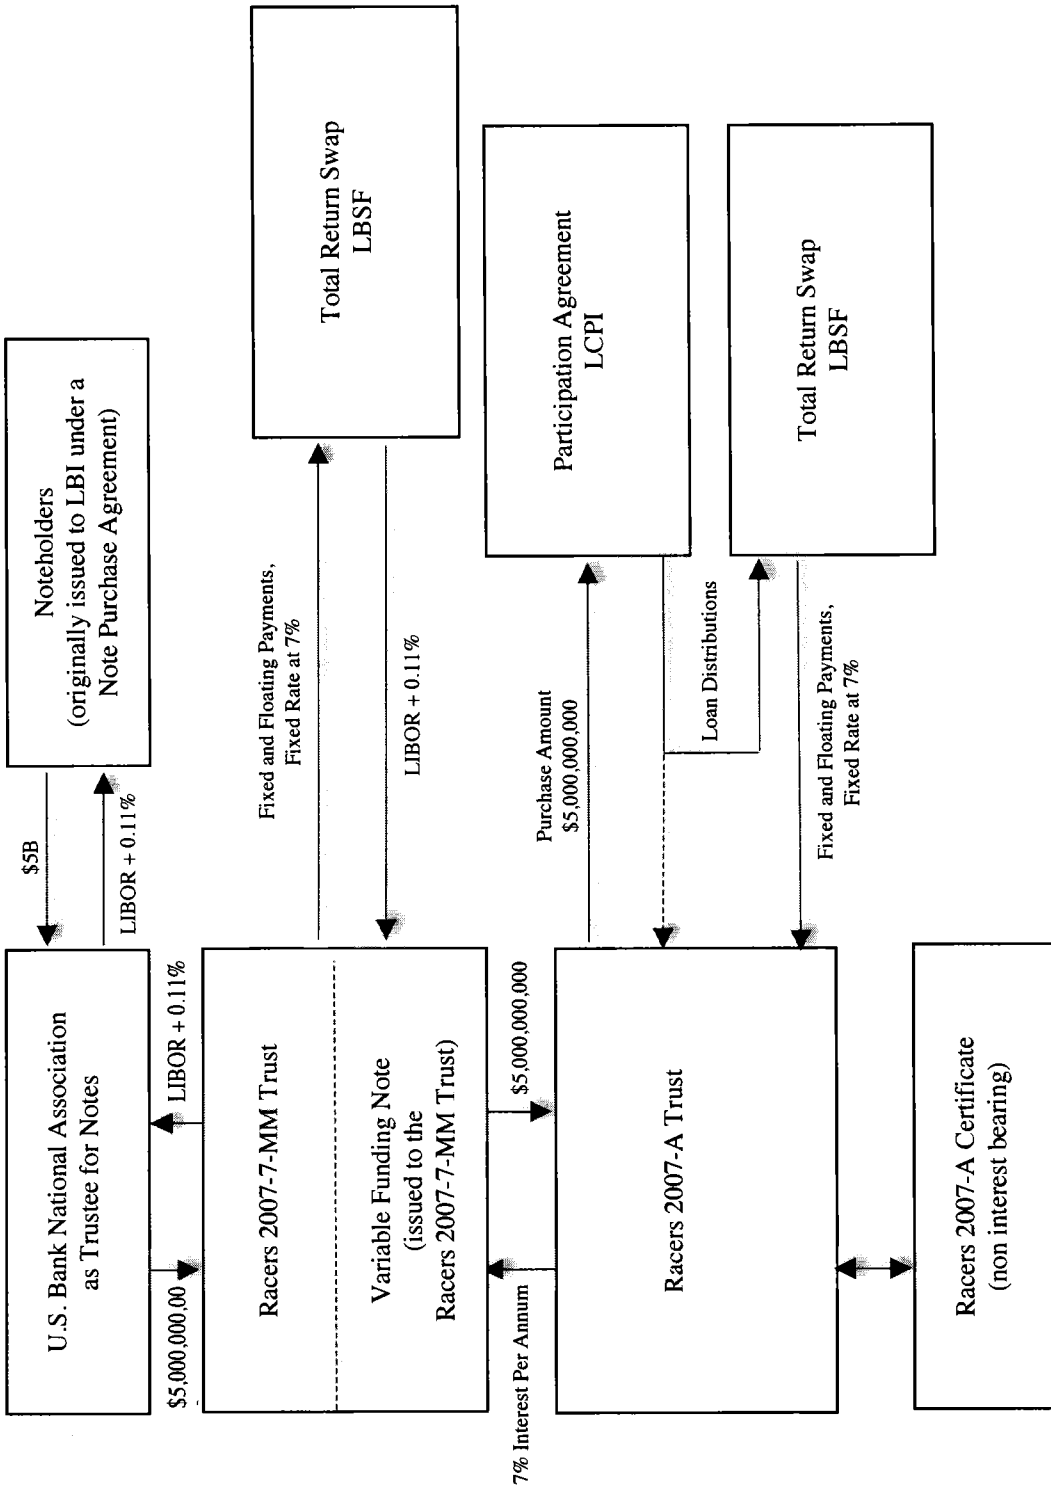 U.S. Bank National Association
as Trustee for Notes
$5B
LIBOR + 0.11%
Noteholders
(originally issued to LBI under a
Note Purchase Agreement)
$5,000,000,00
LIBOR + 0.11%
Racers 2007-7-MM Trust
Variable Funding Note
(issued to the
Racers 2007-7-MM Trust)
Fixed and Floating Payments,
Fixed Rate at 7%
LIBOR + 0.11%
Total Return Swap
LBSF
7% Interest Per Annum
$5,000,000,000
Racers 2007-A Trust
Purchase Amount
$5,000,000,000
Participation Agreement
LCPI
Loan Distributions
Fixed and Floating Payments,
Fixed Rate at 7%
Total Return Swap
LBSF
Racers 2007-A Certificate
(non interest bearing)